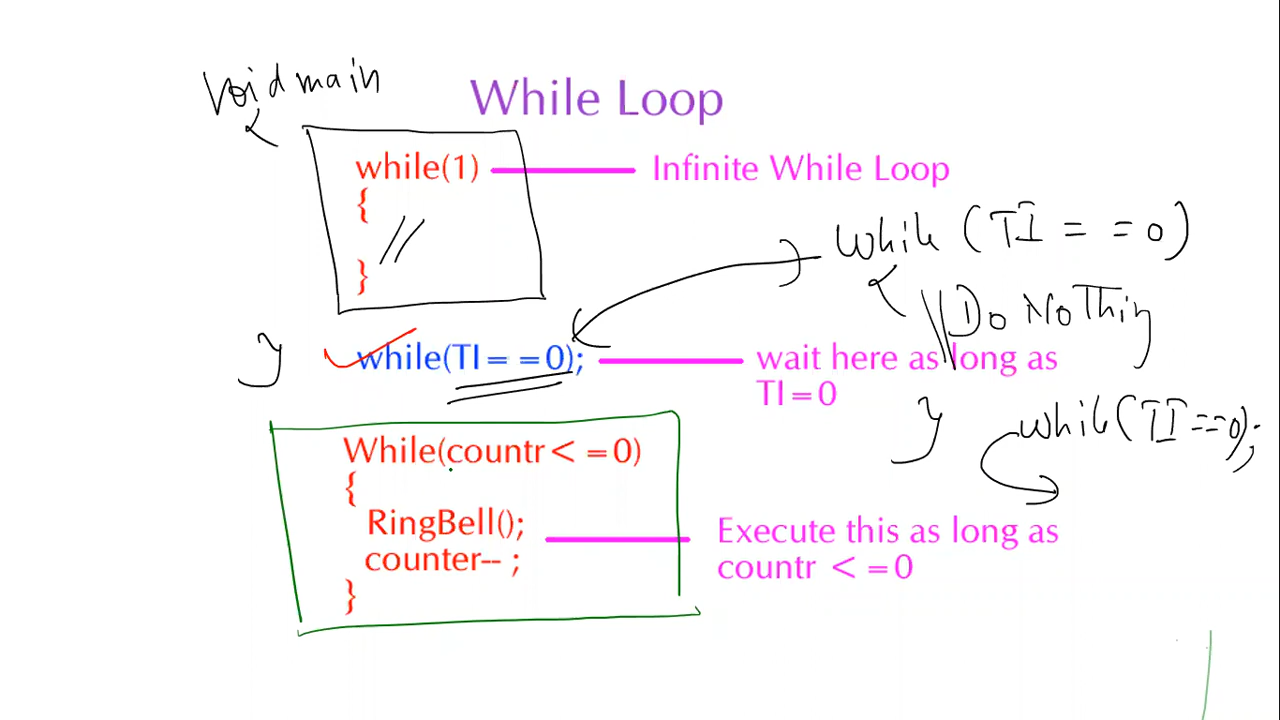 void main
{
While Loop
while(1)
Infinite While Loop
{
//
}
}
while(TI= =0);
wait here as long as
TI=0
while (TI = = 0)
{
// Do Nothing
}
while(TI ==0);
While(countr< =0)
{
RingBell();
counter-- ;
}
Execute this as long as
countr < =0